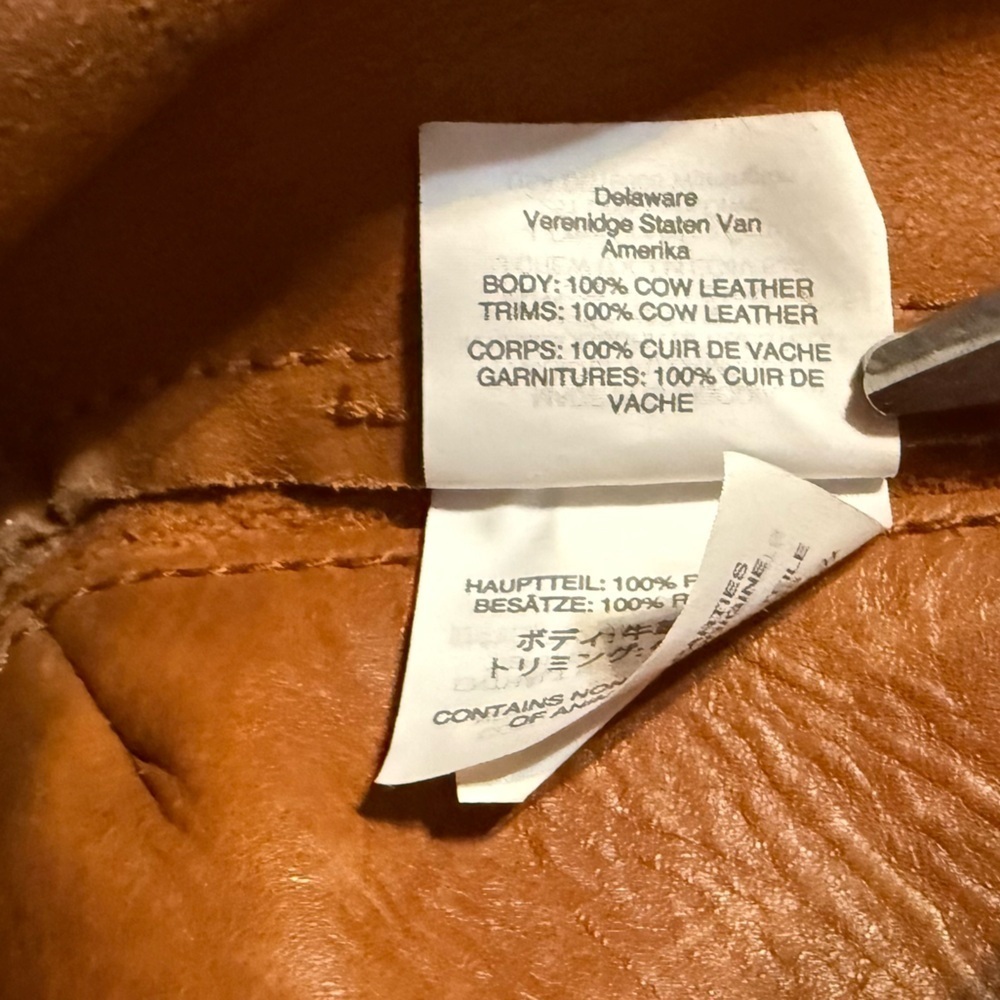 Delaware
Verenidge Staten Van
Amerika
BODY: 100% COW LEATHER
TRIMS: 100% COW LEATHER
CORPS: 100% CUIR DE VACHE
GARNITURES: 100% CUIR DE
VACHE
HAUPTTEIL: 100%
BESÄTZE: 100%
ボディ: 牛
トリミング:
CONTAINS NON
OF